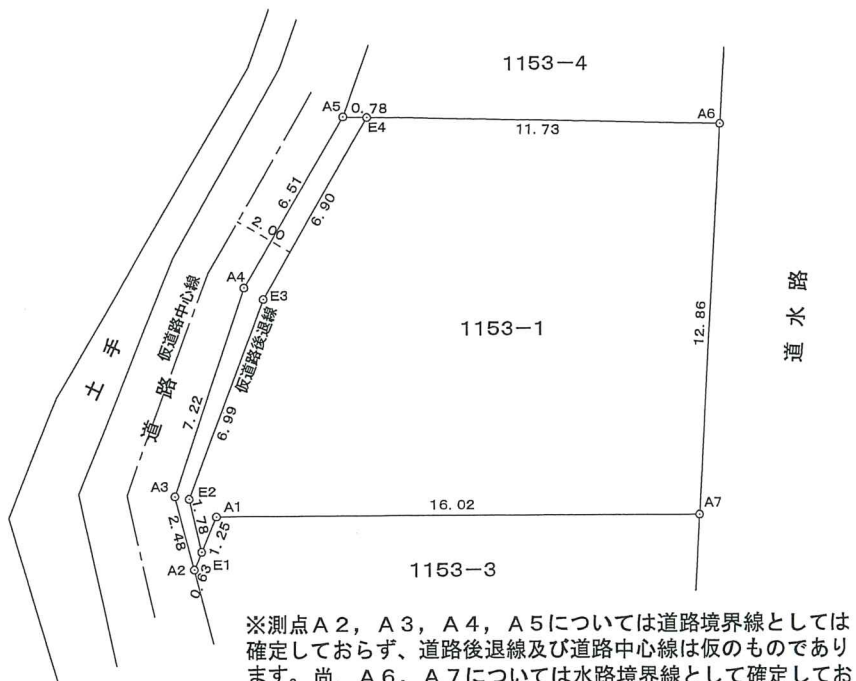 1153−4
A5
0.78
E4
11.73
A6
6.51
6.90
2.00
A4
E3
仮道路中心線
仮道路後退線
1153−1
12.86
道水路
土手
道路
7.22
6.99
A3
E2
A1
16.02
A7
2.48
1.78
1.25
A2
E1
0.63
1153−3
※測点A2，A3，A4，A5については道路境界線としては
確定しておらず、道路後退線及び道路中心線は仮のものであり
ます。尚、A6，A7については水路境界線として確定してお